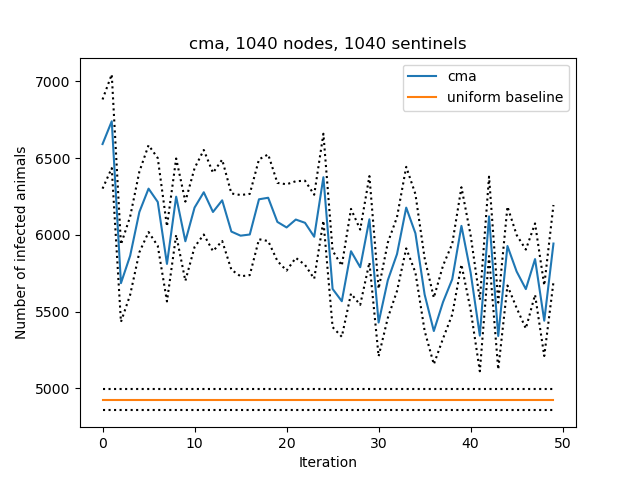 cma, 1040 nodes, 1040 sentinels
cma
uniform baseline
Number of infected animals
7000
6500
6000
5500
5000
0
10
20
30
40
50
Iteration